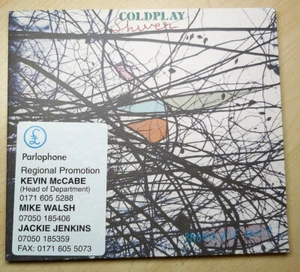 COLDPLAY
Shiver
£
Parlophone
Regional Promotion
KEVIN McCABE
(Head of Department)
0171 605 5288
MIKE WALSH
07050 185406
JACKIE JENKINS
07050 185359
FAX: 0171 605 5073